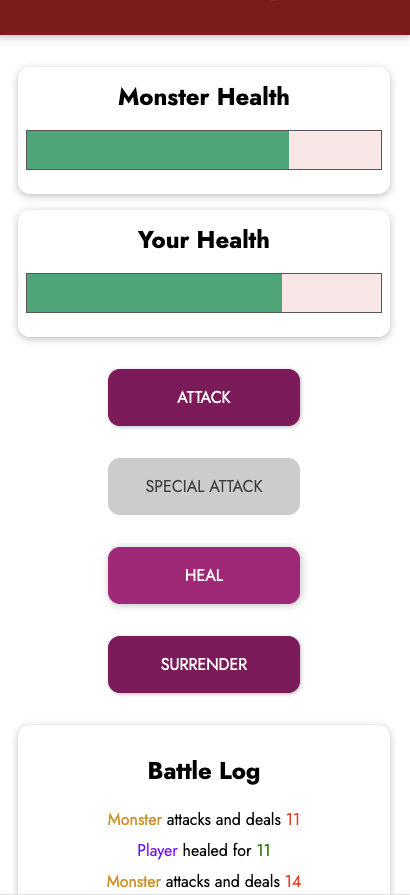 Monster Health
Your Health
ATTACK
SPECIAL ATTACK
HEAL
SURRENDER
Battle Log
Monster attacks and deals 11
Player healed for 11
Monster attacks and deals 14